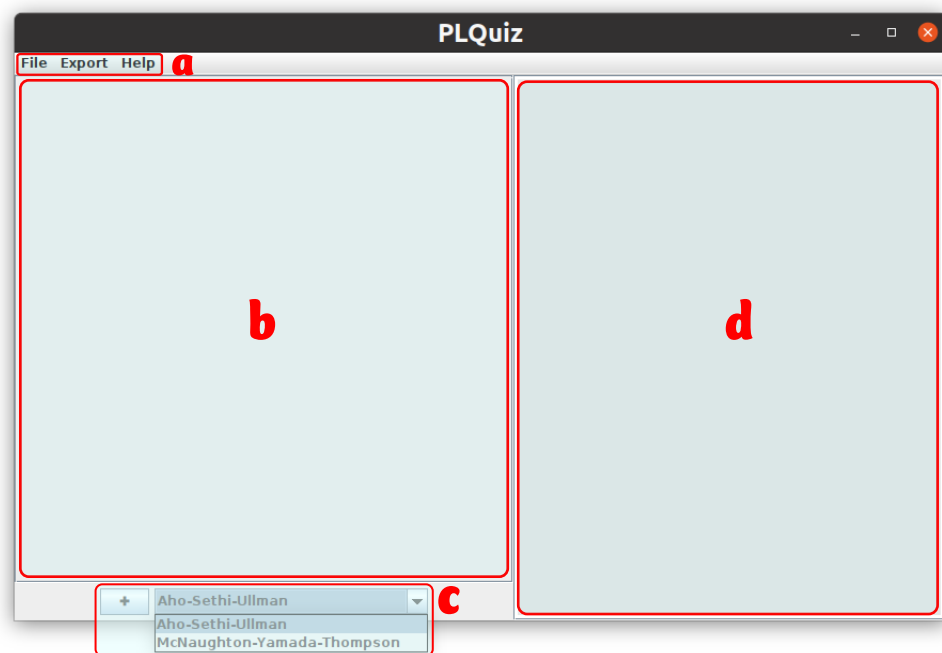 PLQuiz
File Export Help a
b
d
+ Aho-Sethi-Ullman c
Aho-Sethi-Ullman
McNaughton-Yamada-Thompson